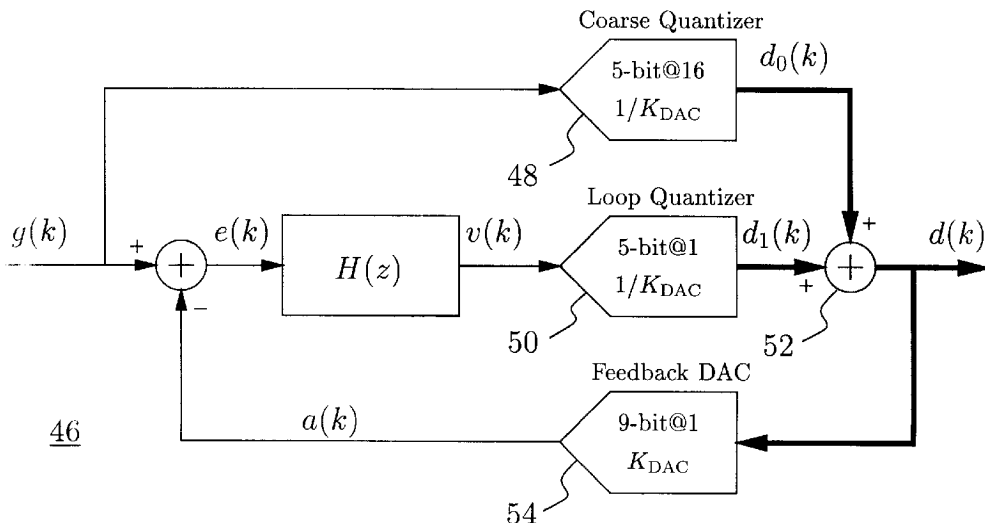 Coarse Quantizer
5-bit@16
1/K_DAC
d_0(k)
48
Loop Quantizer
g(k)
+
+
−
e(k)
H(z)
v(k)
5-bit@1
1/K_DAC
d_1(k)
+
+
+
d(k)
50
52
Feedback DAC
46
a(k)
9-bit@1
K_DAC
54